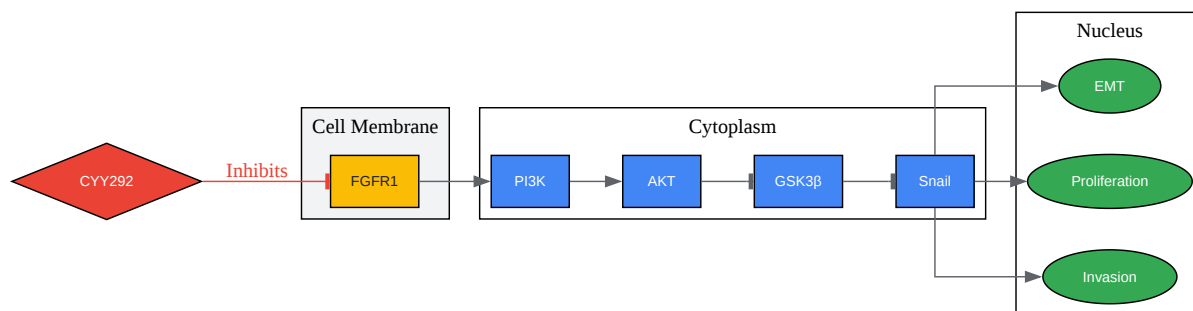 Nucleus
EMT
Cell Membrane
Cytoplasm
CYY292
Inhibits
FGFR1
PI3K
AKT
GSK3β
Snail
Proliferation
Invasion